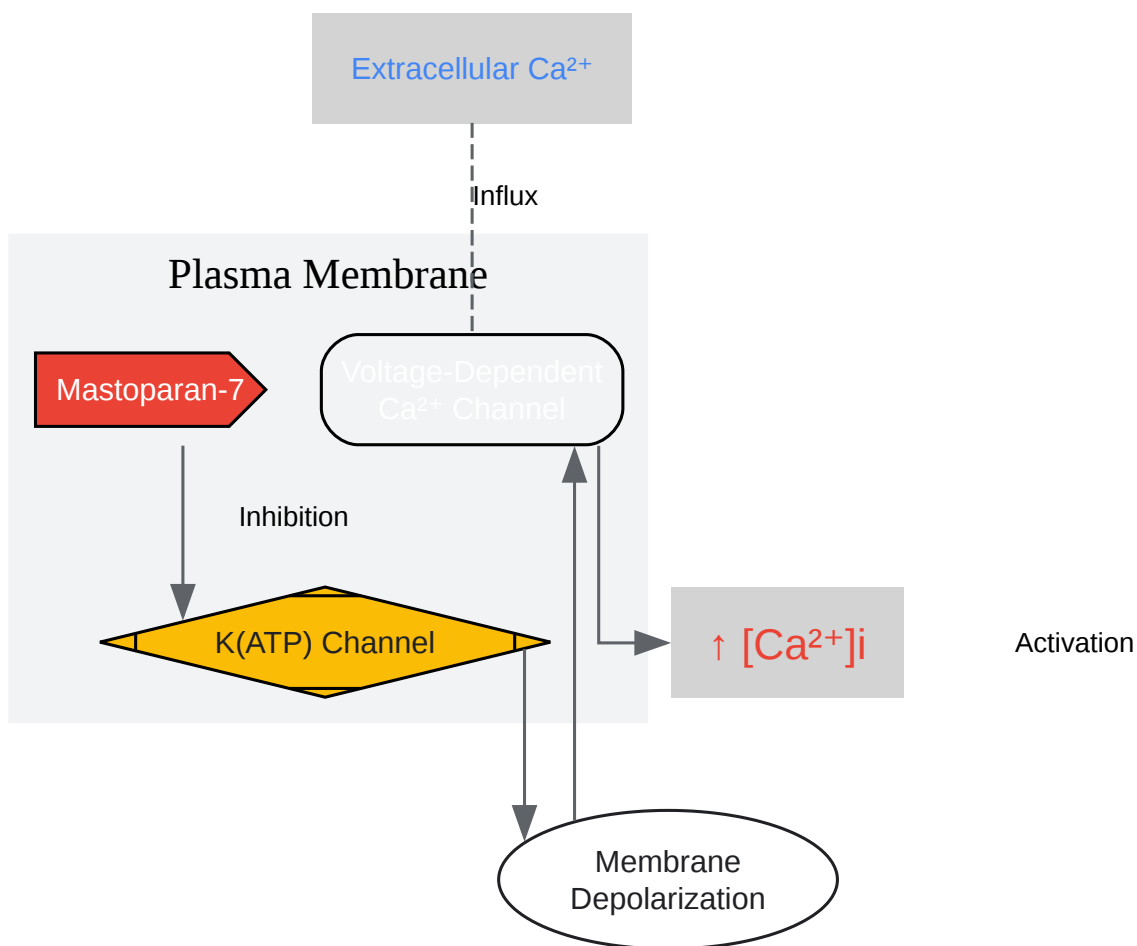 Extracellular Ca²⁺
Influx
Plasma Membrane
Mastoparan-7
Voltage-Dependent
Ca²⁺ Channel
Inhibition
K(ATP) Channel
↑ [Ca²⁺]i
Activation
Membrane
Depolarization